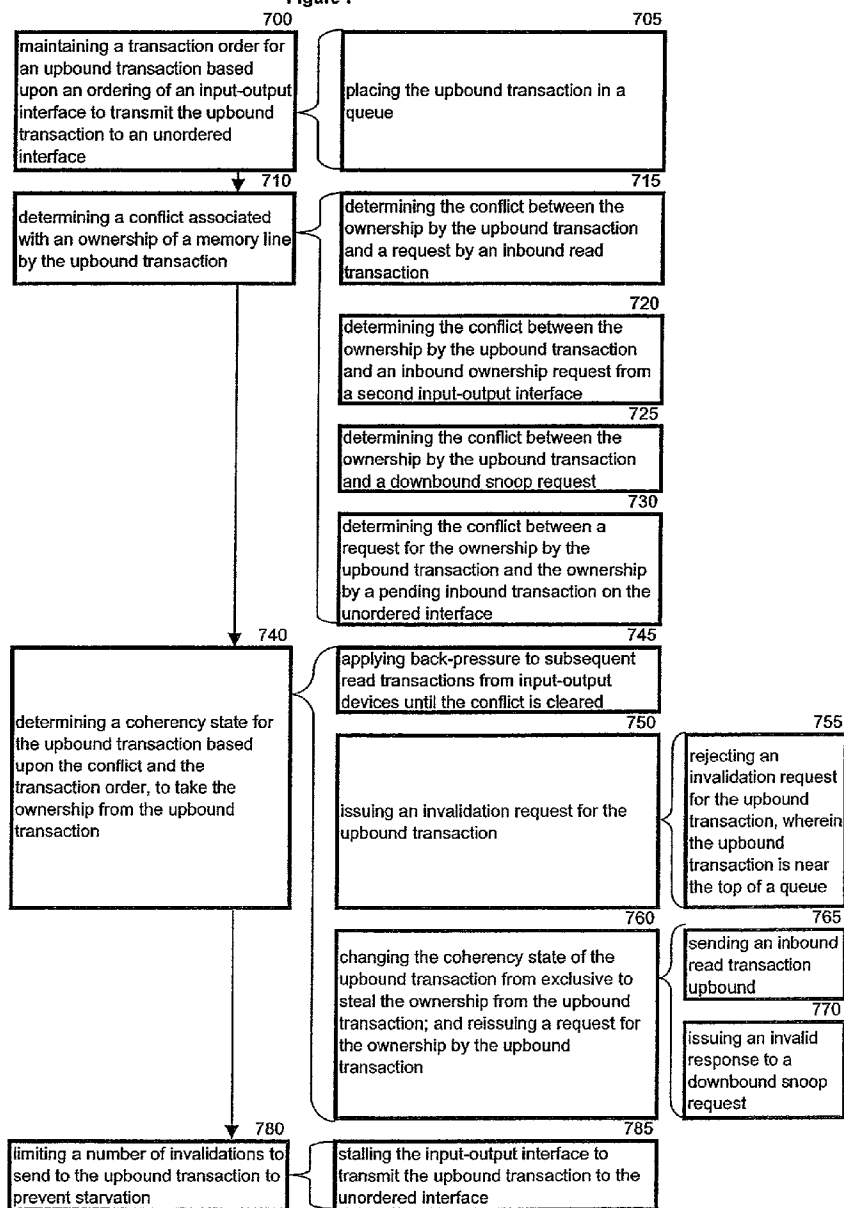 Figure 7
700
maintaining a transaction order for
an upbound transaction based
upon an ordering of an input-output
interface to transmit the upbound
transaction to an unordered
interface
705
placing the upbound transaction in a
queue
710
determining a conflict associated
with an ownership of a memory line
by the upbound transaction
715
determining the conflict between the
ownership by the upbound transaction
and a request by an inbound read
transaction
720
determining the conflict between the
ownership by the upbound transaction
and an inbound ownership request from
a second input-output interface
725
determining the conflict between the
ownership by the upbound transaction
and a downbound snoop request
730
determining the conflict between a
request for the ownership by the
upbound transaction and the ownership
by a pending inbound transaction on the
unordered interface
740
determining a coherency state for
the upbound transaction based
upon the conflict and the
transaction order, to take the
ownership from the upbound
transaction
745
applying back-pressure to subsequent
read transactions from input-output
devices until the conflict is cleared
750
issuing an invalidation request for the
upbound transaction
755
rejecting an
invalidation request
for the upbound
transaction, wherein
the upbound
transaction is near
the top of a queue
760
changing the coherency state of the
upbound transaction from exclusive to
steal the ownership from the upbound
transaction; and reissuing a request for
the ownership by the upbound
transaction
765
sending an inbound
read transaction
upbound
770
issuing an invalid
response to a
downbound snoop
request
780
limiting a number of invalidations to
send to the upbound transaction to
prevent starvation
785
stalling the input-output interface to
transmit the upbound transaction to the
unordered interface